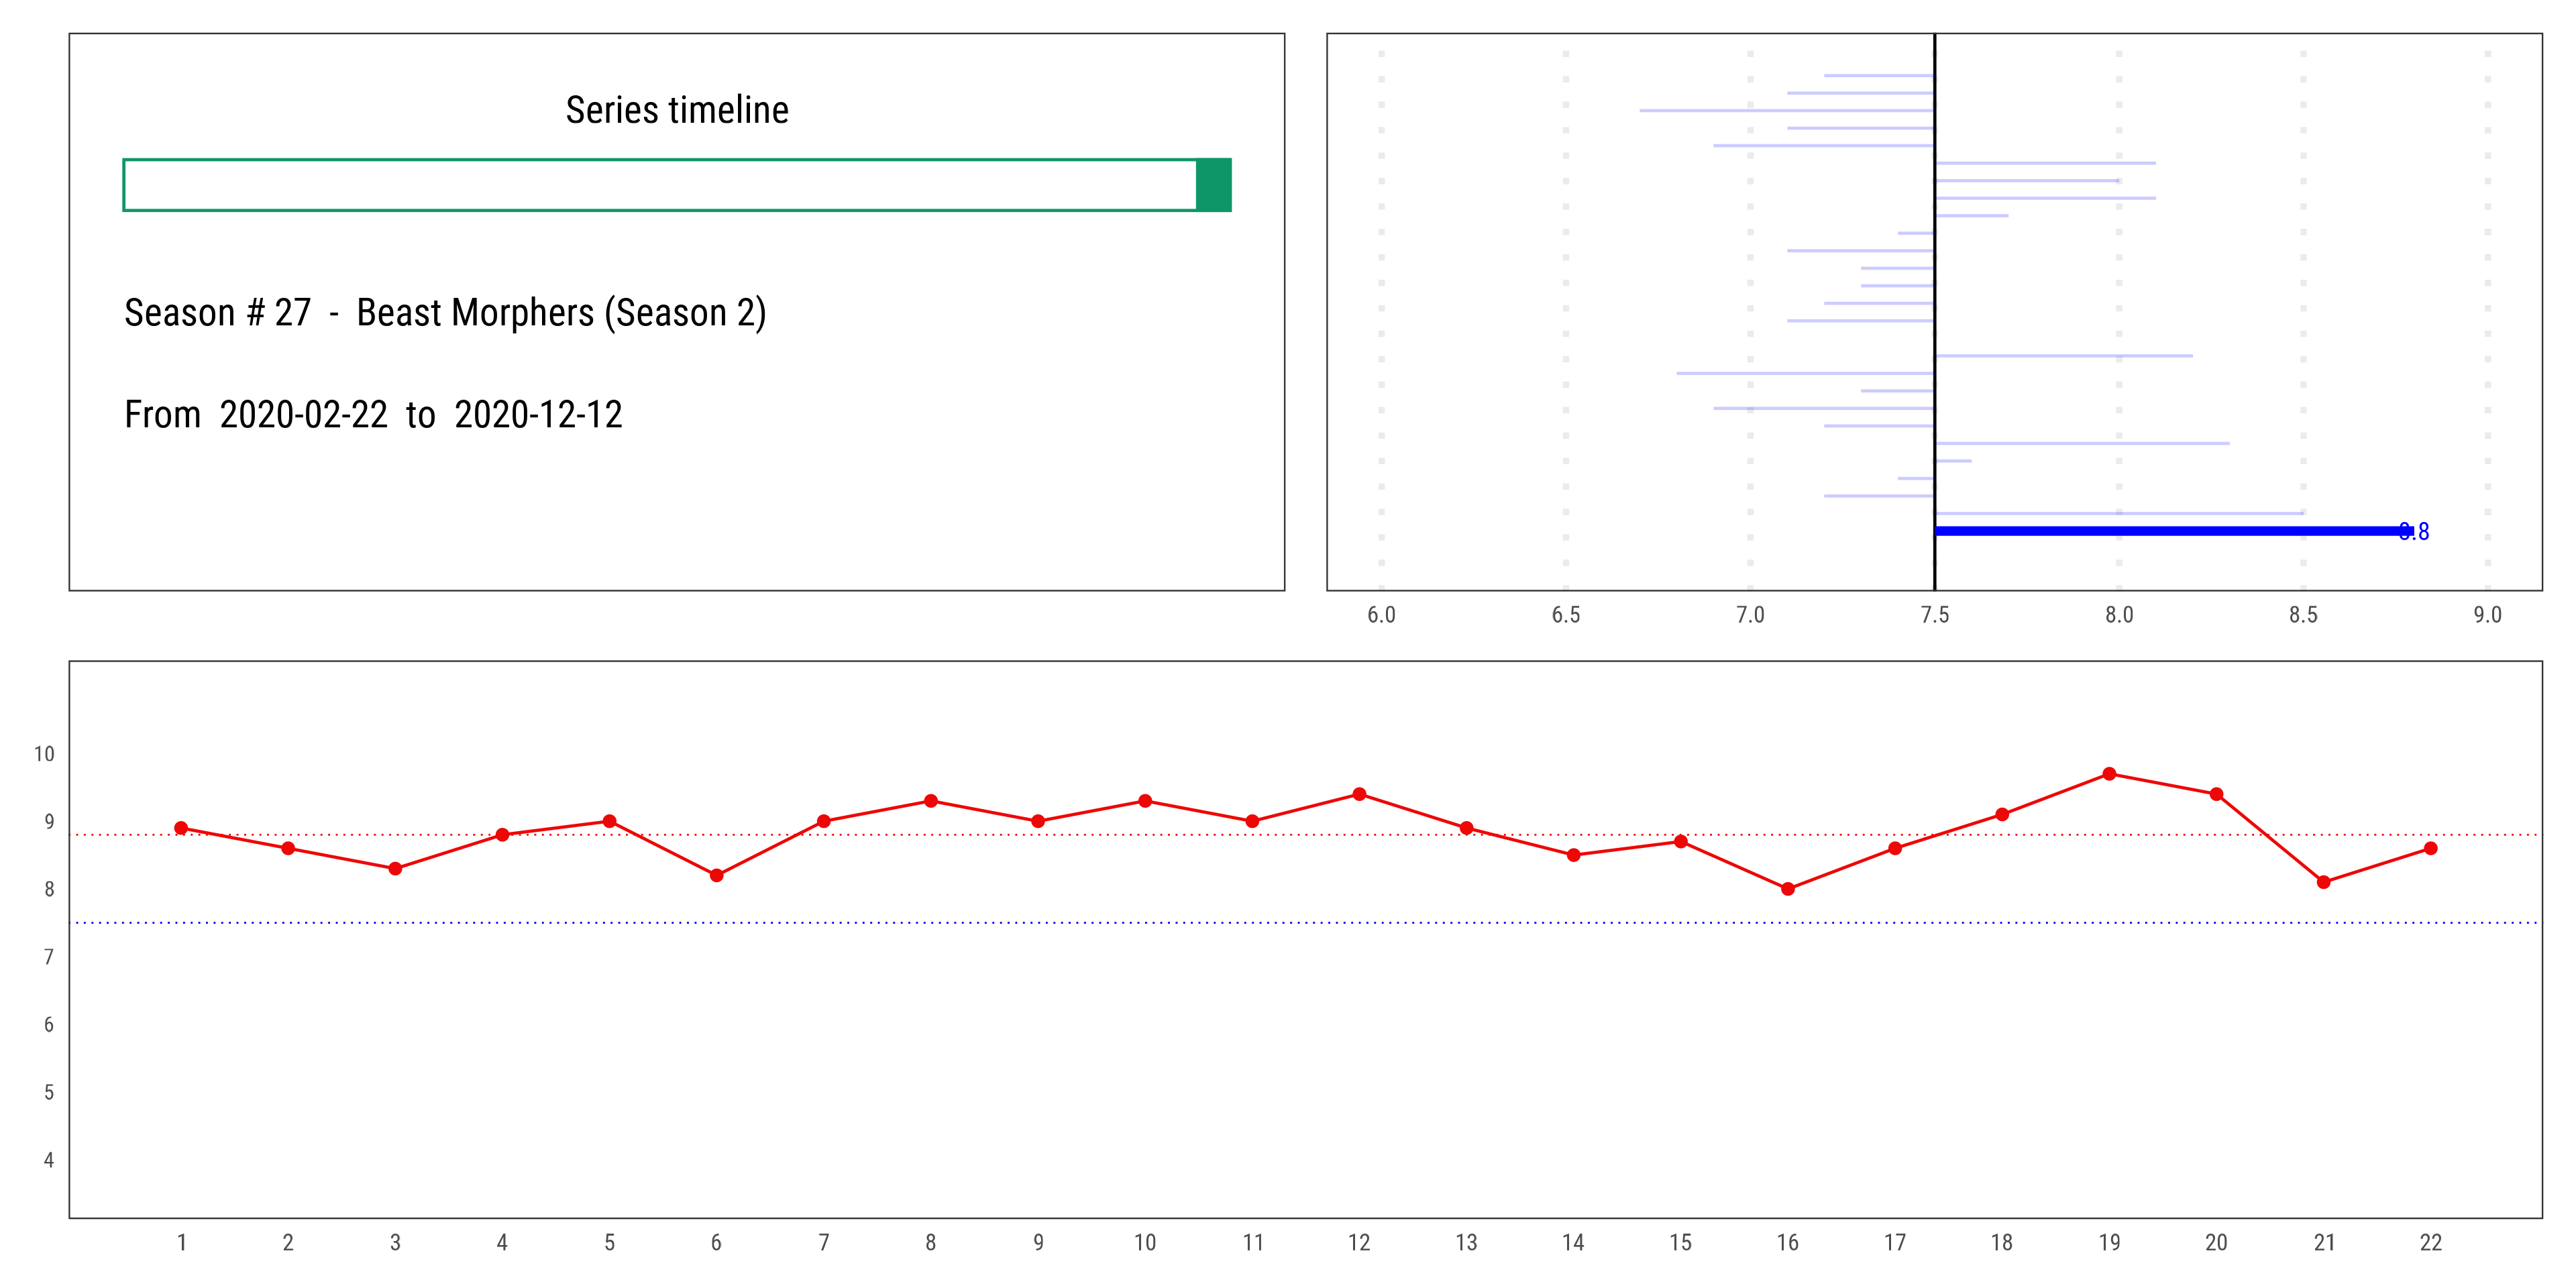 Series timeline
Season # 27 - Beast Morphers (Season 2)
From 2020-02-22 to 2020-12-12
8.8
6.0 6.5 7.0 7.5 8.0 8.5 9.0
10
9
8
7
6
5
4
1 2 3 4 5 6 7 8 9 10 11 12 13 14 15 16 17 18 19 20 21 22